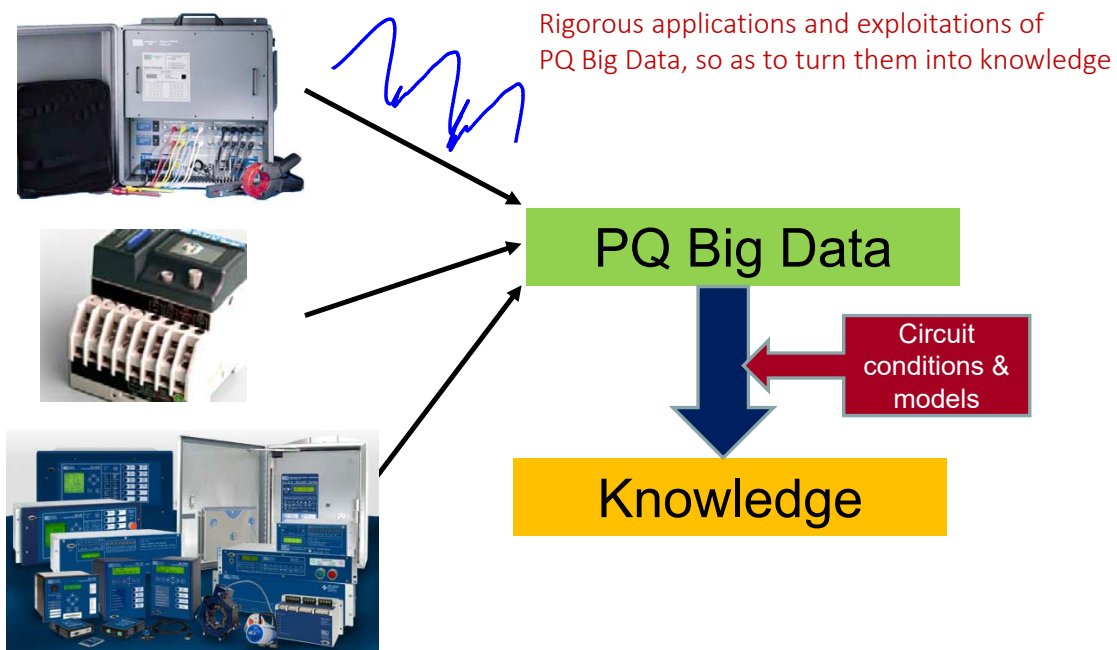 Rigorous applications and exploitations of
PQ Big Data, so as to turn them into knowledge
PQ Big Data
Circuit
conditions &
models
Knowledge